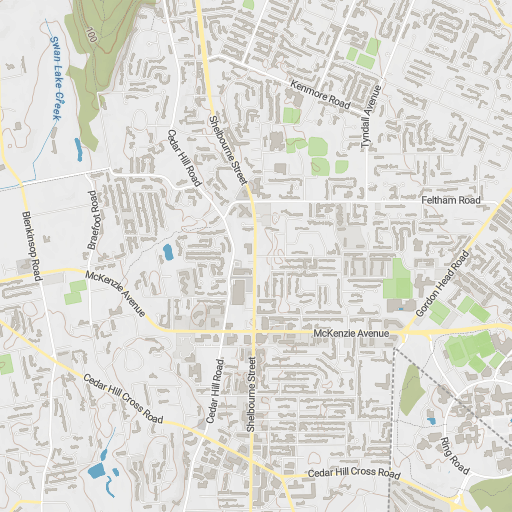 100
Swan Lake Creek
Kenmore Road
Tyndall Avenue
Shelbourne Street
Cedar Hill Road
Feltham Road
Braefoot Road
Blenkinsop Road
Gordon Head Road
McKenzie Avenue
McKenzie Avenue
Cedar Hill Road
Shelbourne Street
Cedar Hill Cross Road
Ring Road
Cedar Hill Cross Road